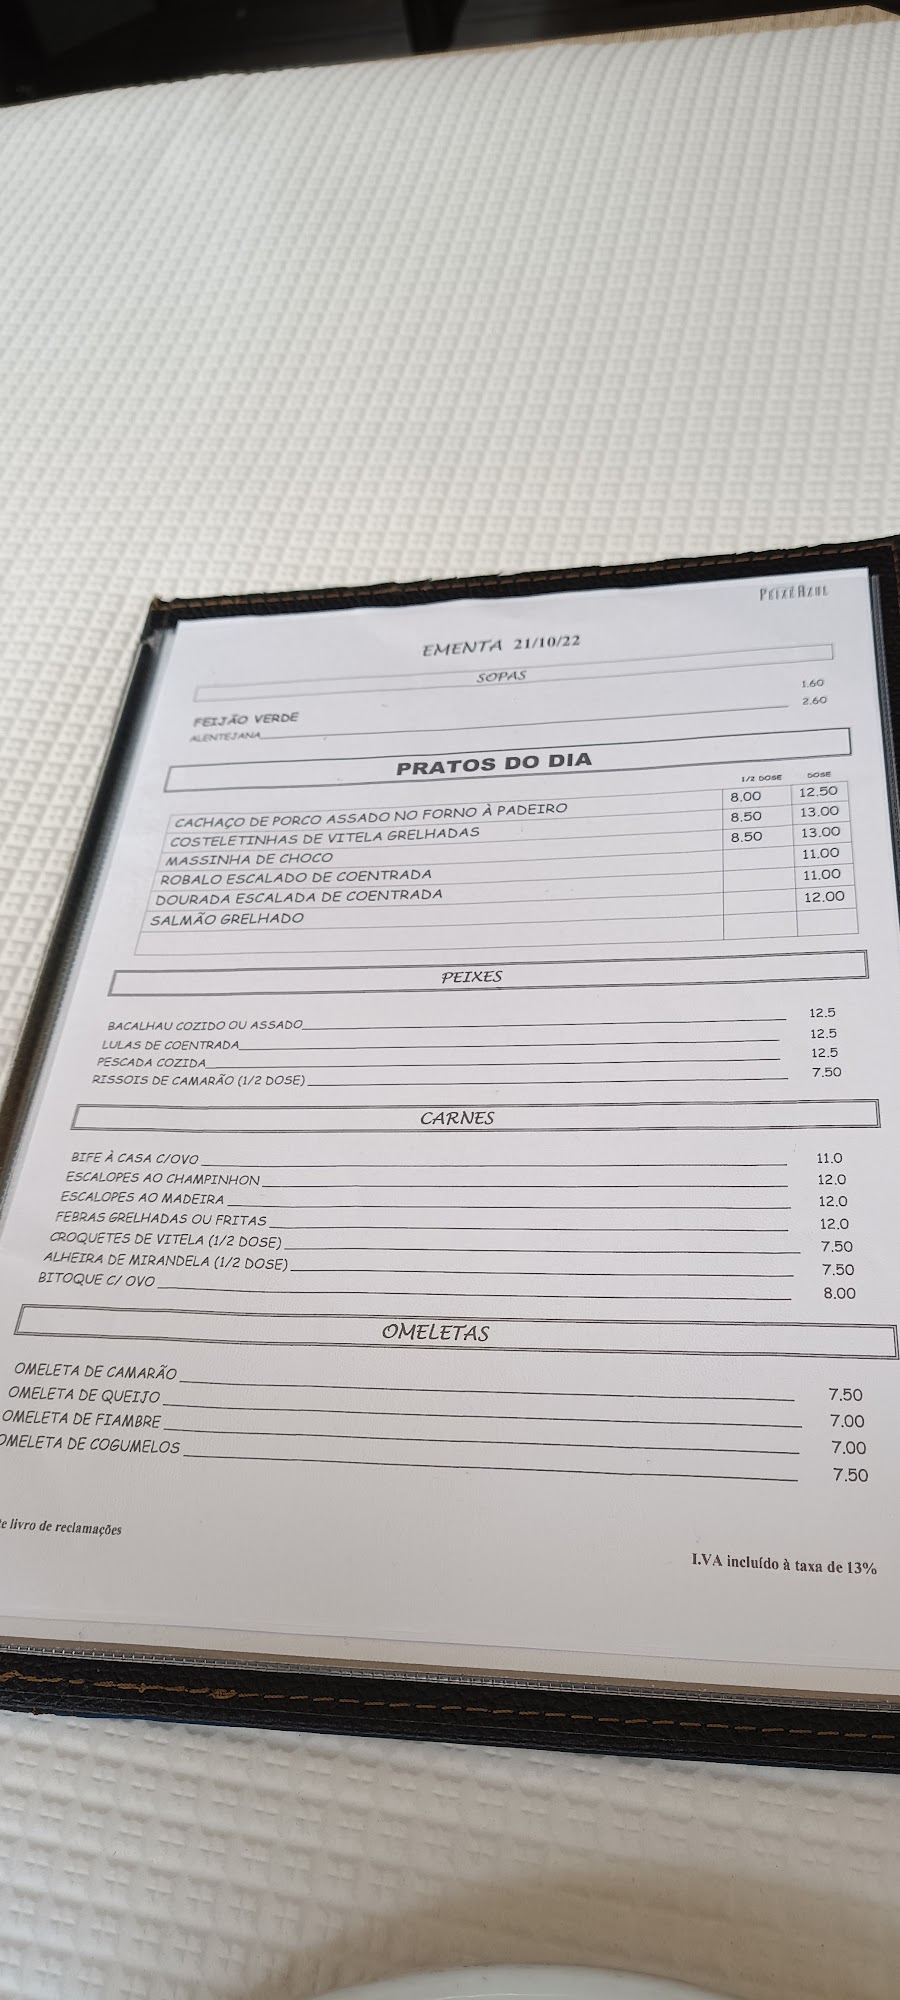 PEIXE AZUL
EMENTA 21/10/22
SOPAS
FEIJÃO VERDE 1.60
ALENTEJANA 2.60
PRATOS DO DIA
1/2 DOSE DOSE
CACHAÇO DE PORCO ASSADO NO FORNO À PADEIRO 8.00 12.50
COSTELETINHAS DE VITELA GRELHADAS 8.50 13.00
MASSINHA DE CHOCO 8.50 13.00
ROBALO ESCALADO DE COENTRADA 11.00
DOURADA ESCALADA DE COENTRADA 11.00
SALMÃO GRELHADO 12.00
PEIXES
BACALHAU COZIDO OU ASSADO 12.5
LULAS DE COENTRADA 12.5
PESCADA COZIDA 12.5
RISSOIS DE CAMARÃO (1/2 DOSE) 7.50
CARNES
BIFE À CASA C/OVO 11.0
ESCALOPES AO CHAMPINHON 12.0
ESCALOPES AO MADEIRA 12.0
FEBRAS GRELHADAS OU FRITAS 12.0
CROQUETES DE VITELA (1/2 DOSE) 7.50
ALHEIRA DE MIRANDELA (1/2 DOSE) 7.50
BITOQUE C/ OVO 8.00
OMELETAS
OMELETA DE CAMARÃO 7.50
OMELETA DE QUEIJO 7.00
OMELETA DE FIAMBRE 7.00
OMELETA DE COGUMELOS 7.50
livro de reclamações
I.VA incluído à taxa de 13%